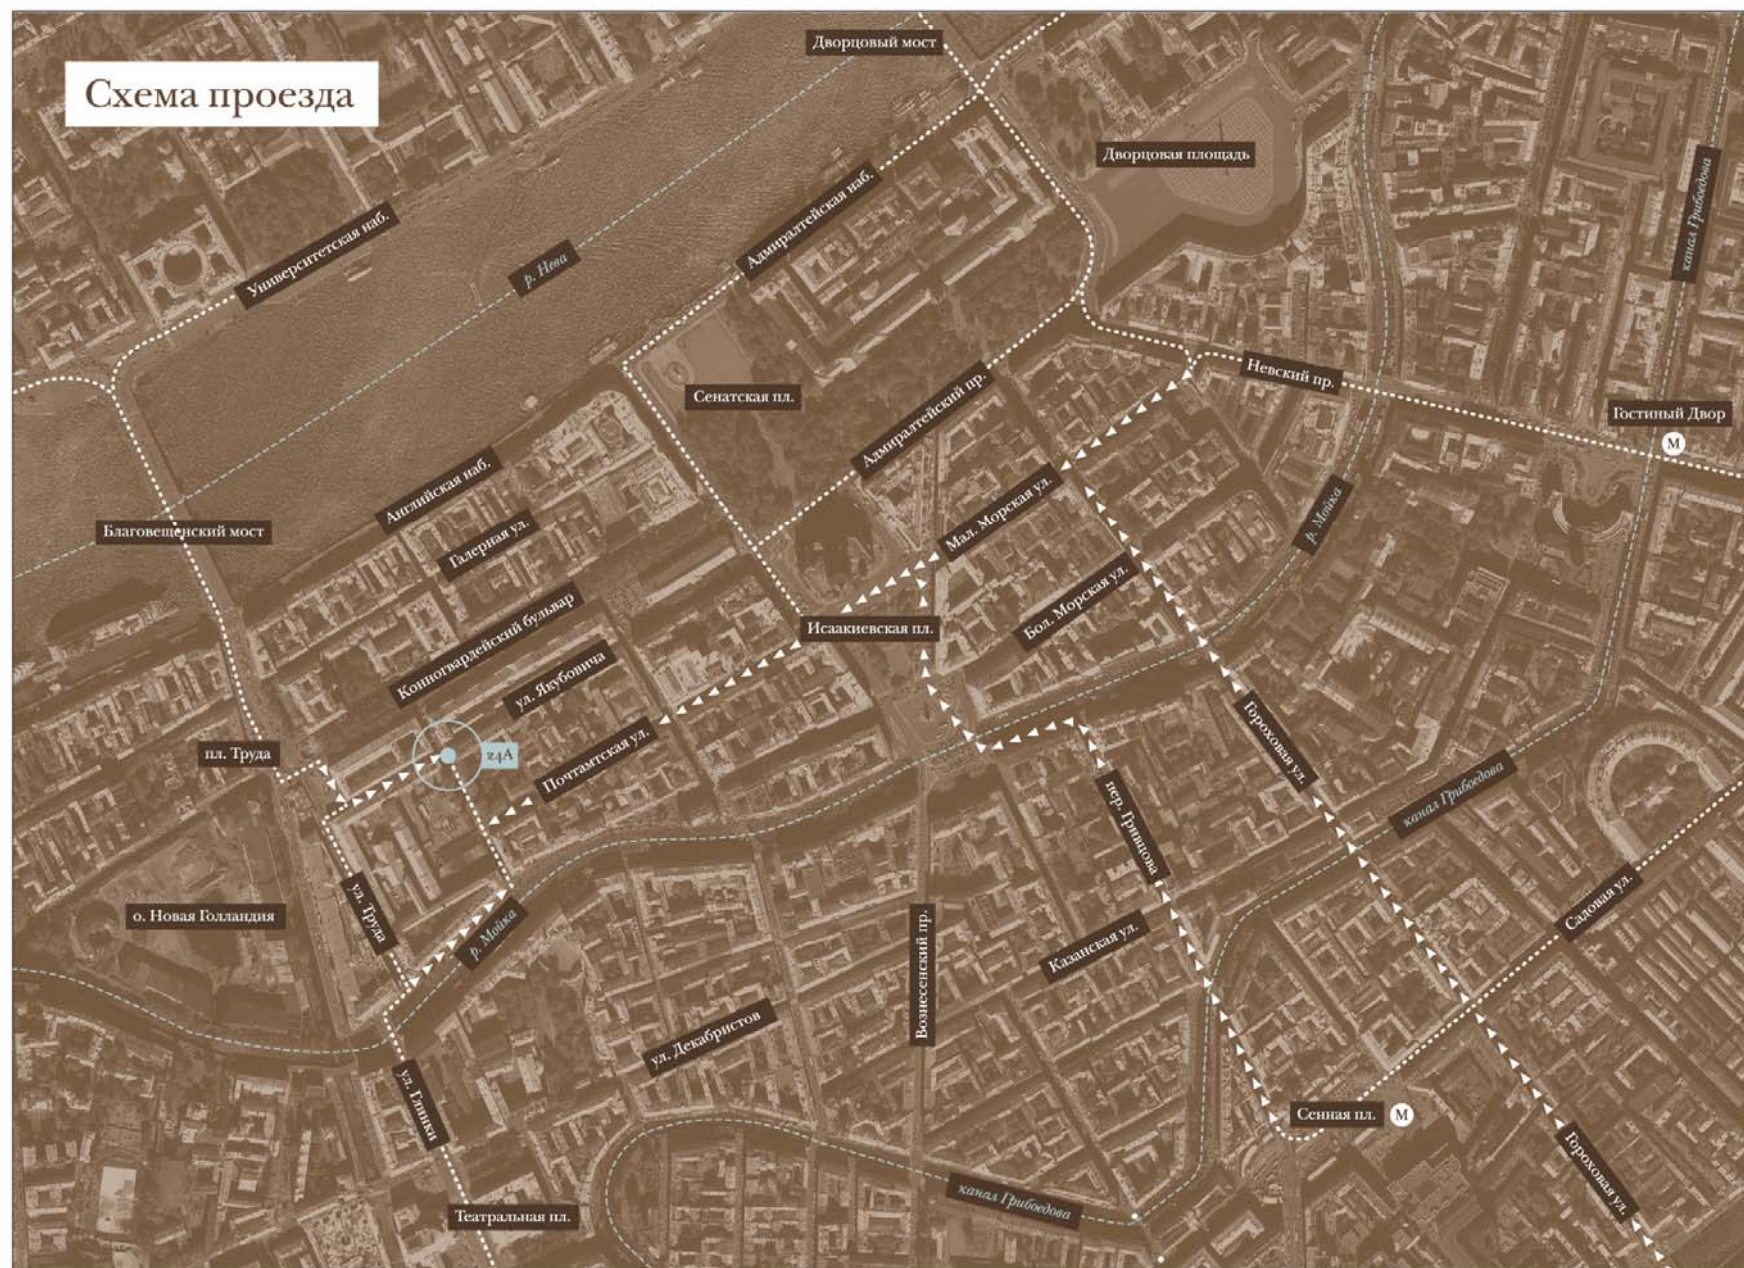 Схема проезда
Дворцовый мост
Дворцовая площадь
канал Грибоедова
Университетская наб.
р. Нева
Адмиралтейская наб.
Сенатская пл.
Адмиралтейский пр.
Невский пр.
Гостиный Двор
М
Английская наб.
Галерная ул.
Благовещенский мост
Мал. Морская ул.
р. Мойка
Бол. Морская ул.
Конногвардейский бульвар
Исаакиевская пл.
ул. Якубовича
Почтамтская ул.
24А
пл. Труда
Гороховая ул.
пер. Гривцова
канал Грибоедова
ул. Труда
о. Новая Голландия
р. Мойка
Вознесенский пр.
Казанская ул.
Садовая ул.
ул. Декабристов
ул. Глинки
Сенная пл.
М
Гороховая ул.
Театральная пл.
канал Грибоедова